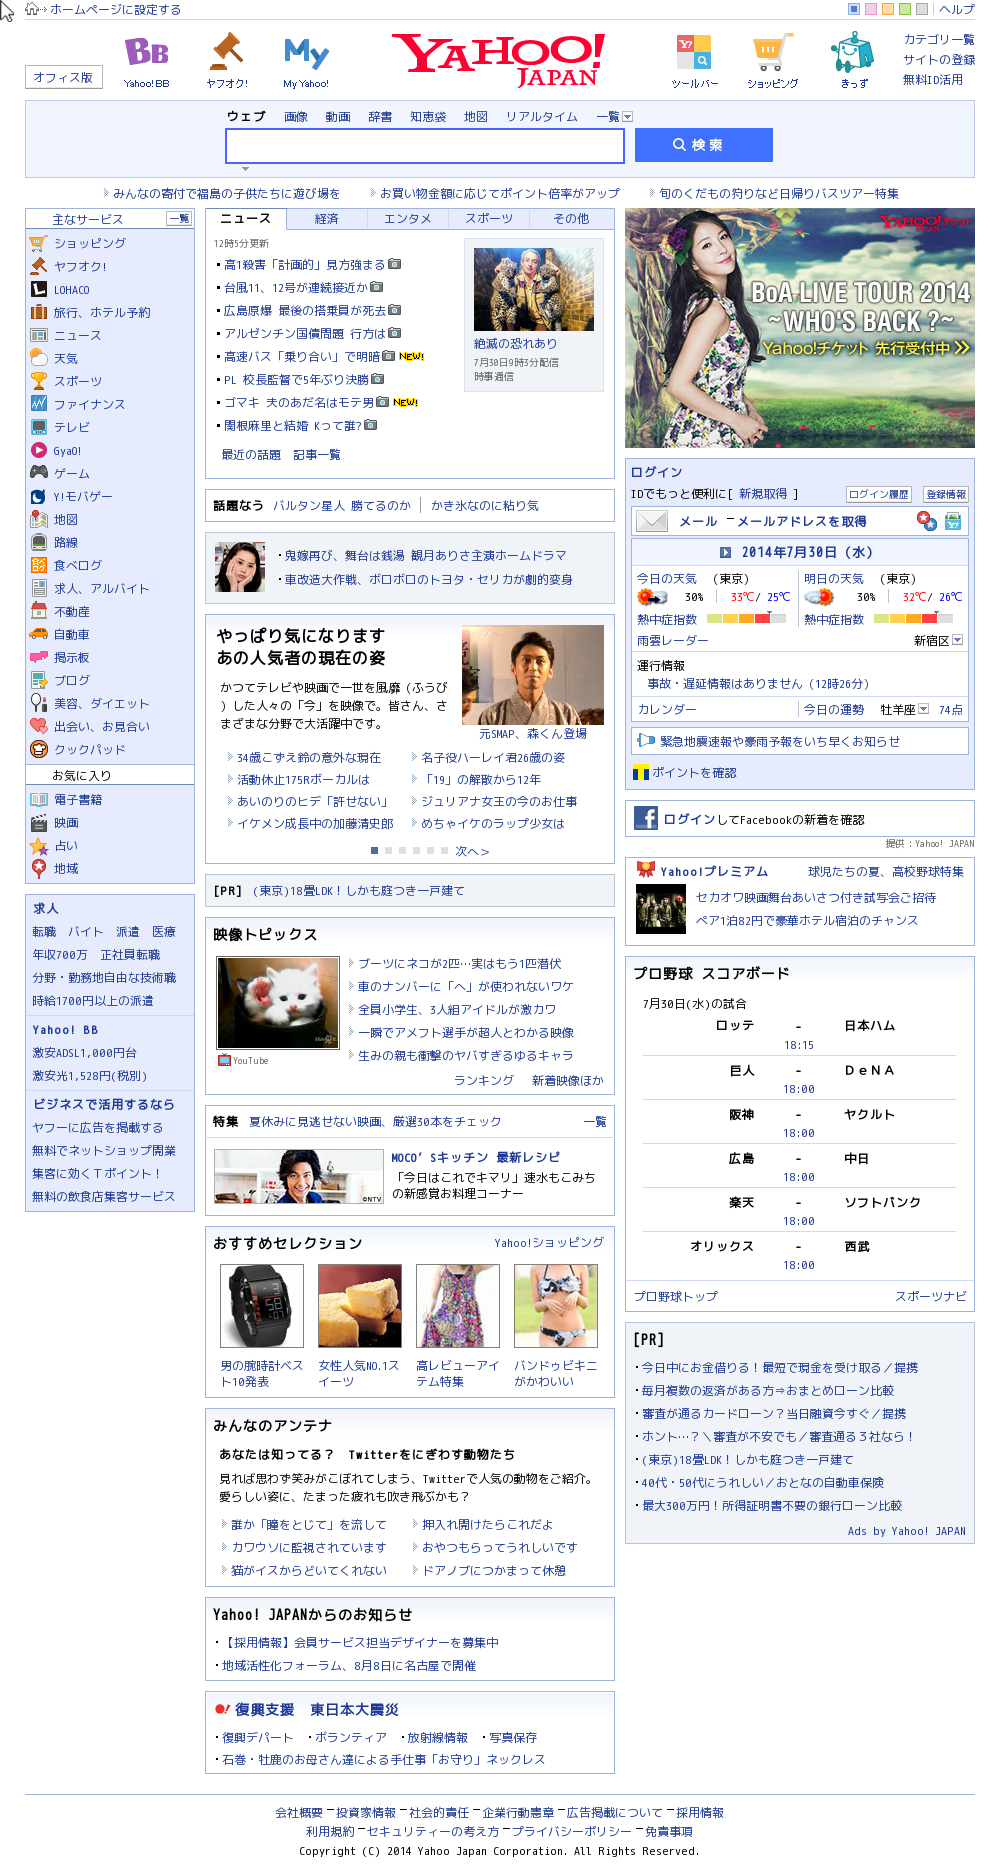 ホームページに設定する
ヘルプ
オフィス版
BB
Yahoo! BB
ヤフオク!
My
My Yahoo!
YAHOO!
JAPAN
ツールバー
ショッピング
きっず
カテゴリ一覧
サイトの登録
無料ID活用
ウェブ 画像 動画 辞書 知恵袋 地図 リアルタイム 一覧
検索
みんなの寄付で福島の子供たちに遊び場を
お買い物金額に応じてポイント倍率がアップ
旬のくだもの狩りなど日帰りバスツアー特集
主なサービス 一覧
ショッピング
ヤフオク!
LOHACO
旅行、ホテル予約
ニュース
天気
スポーツ
ファイナンス
テレビ
GyaO!
ゲーム
Y!モバゲー
地図
路線
食べログ
求人、アルバイト
不動産
自動車
掲示板
ブログ
美容、ダイエット
出会い、お見合い
クックパッド
お気に入り
電子書籍
映画
占い
地域
求人
転職 バイト 派遣 医療
年収700万 正社員転職
分野・勤務地自由な技術職
時給1700円以上の派遣
Yahoo! BB
激安ADSL1,000円台
激安光1,528円(税別)
ビジネスで活用するなら
ヤフーに広告を掲載する
無料でネットショップ開業
集客に効くTポイント!
無料の飲食店集客サービス
ニュース 経済 エンタメ スポーツ その他
12時5分更新
高1殺害「計画的」見方強まる
台風11、12号が連続接近か
広島原爆 最後の搭乗員が死去
アルゼンチン国債問題 行方は
高速バス「乗り合い」で明暗 NEW!
PL 校長監督で5年ぶり決勝
ゴマキ 夫のあだ名はモテ男 NEW!
関根麻里と結婚 Kって誰?
最近の話題 記事一覧
絶滅の恐れあり
7月30日9時3分配信
時事通信
話題なう バルタン星人 勝てるのか かき氷なのに粘り気
・鬼嫁再び、舞台は銭湯 観月ありさ主演ホームドラマ
・車改造大作戦、ボロボロのトヨタ・セリカが劇的変身
やっぱり気になります
あの人気者の現在の姿
かつてテレビや映画で一世を風靡(ふうび
)した人々の「今」を映像で。皆さん、さ
まざまな分野で大活躍中です。
元SMAP、森くん登場
34歳こずえ鈴の意外な現在
名子役ハーレイ君26歳の姿
活動休止175Rボーカルは
「19」の解散から12年
あいのりのヒデ「許せない」
ジュリアナ女王の今のお仕事
イケメン成長中の加藤清史郎
めちゃイケのラップ少女は
次へ>
[PR] (東京)18畳LDK!しかも庭つき一戸建て
映像トピックス
ブーツにネコが2匹…実はもう1匹潜伏
車のナンバーに「へ」が使われないワケ
全員小学生、3人組アイドルが激カワ
一瞬でアメフト選手が超人とわかる映像
生みの親も衝撃のヤバすぎるゆるキャラ
YouTube
ランキング 新着映像ほか
特集 夏休みに見逃せない映画、厳選30本をチェック 一覧
©NTV
MOCO'Sキッチン 最新レシピ
「今日はこれでキマリ」速水もこみち
の新感覚お料理コーナー
おすすめセレクション Yahoo!ショッピング
男の腕時計ベス
ト10発表
女性人気NO.1ス
イーツ
高レビューアイ
テム特集
バンドゥビキニ
がかわいい
みんなのアンテナ
あなたは知ってる? Twitterをにぎわす動物たち
見れば思わず笑みがこぼれてしまう、Twitterで人気の動物をご紹介。
愛らしい姿に、たまった疲れも吹き飛ぶかも?
誰か「瞳をとじて」を流して
押入れ開けたらこれだよ
カワウソに監視されています
おやつもらってうれしいです
猫がイスからどいてくれない
ドアノブにつかまって休憩
Yahoo! JAPANからのお知らせ
・【採用情報】会員サービス担当デザイナーを募集中
・地域活性化フォーラム、8月8日に名古屋で開催
復興支援 東日本大震災
・復興デパート ・ボランティア ・放射線情報 ・写真保存
・石巻・牡鹿のお母さん達による手仕事「お守り」ネックレス
YAHOO!チケット
JAPAN
BoA LIVE TOUR 2014
~WHO'S BACK ?~
Yahoo!チケット 先行受付中
ログイン
IDでもっと便利に[ 新規取得 ]
ログイン履歴
登録情報
メール - メールアドレスを取得
2014年7月30日(水)
今日の天気 (東京)
30% 33℃/ 25℃
熱中症指数
明日の天気 (東京)
30% 32℃/ 26℃
熱中症指数
雨雲レーダー 新宿区
運行情報
事故・遅延情報はありません (12時26分)
カレンダー 今日の運勢 牡羊座 74点
緊急地震速報や豪雨予報をいち早くお知らせ
ポイントを確認
ログインしてFacebookの新着を確認
提供 : Yahoo! JAPAN
Yahoo!プレミアム 球児たちの夏、高校野球特集
セカオワ映画舞台あいさつ付き試写会ご招待
ペア1泊82円で豪華ホテル宿泊のチャンス
プロ野球 スコアボード
7月30日(水)の試合
ロッテ - 日本ハム
18:15
巨人 - DeNA
18:00
阪神 - ヤクルト
18:00
広島 - 中日
18:00
楽天 - ソフトバンク
18:00
オリックス - 西武
18:00
プロ野球トップ スポーツナビ
[PR]
・今日中にお金借りる!最短で現金を受け取る/提携
・毎月複数の返済がある方⇒おまとめローン比較
・審査が通るカードローン?当日融資今すぐ/提携
・ホント…?\審査が不安でも/審査通る3社なら!
・(東京)18畳LDK!しかも庭つき一戸建て
・40代・50代にうれしい/おとなの自動車保険
・最大300万円!所得証明書不要の銀行ローン比較
Ads by Yahoo! JAPAN
会社概要 - 投資家情報 - 社会的責任 - 企業行動憲章 - 広告掲載について - 採用情報
利用規約 - セキュリティーの考え方 - プライバシーポリシー - 免責事項
Copyright (C) 2014 Yahoo Japan Corporation. All Rights Reserved.